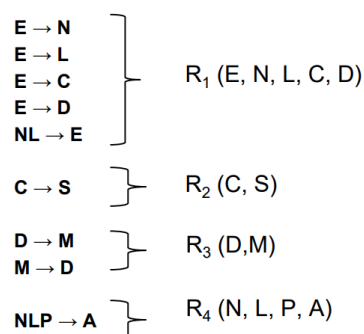 E → N
E → L
E → C
E → D
NL → E
R₁ (E, N, L, C, D)
C → S
R₂ (C, S)
D → M
M → D
R₃ (D,M)
NLP → A
R₄ (N, L, P, A)